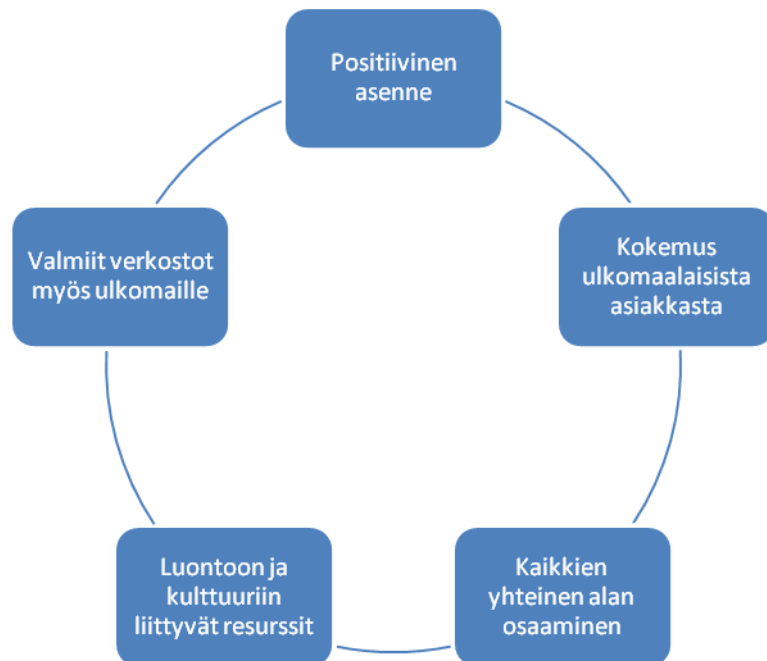 Positiivinen
asenne
Kokemus
ulkomaalaisista
asiakkasta
Kaikkien
yhteinen alan
osaaminen
Luontoon ja
kulttuuriin
liittyvät resurssit
Valmiit verkostot
myös ulkomaille